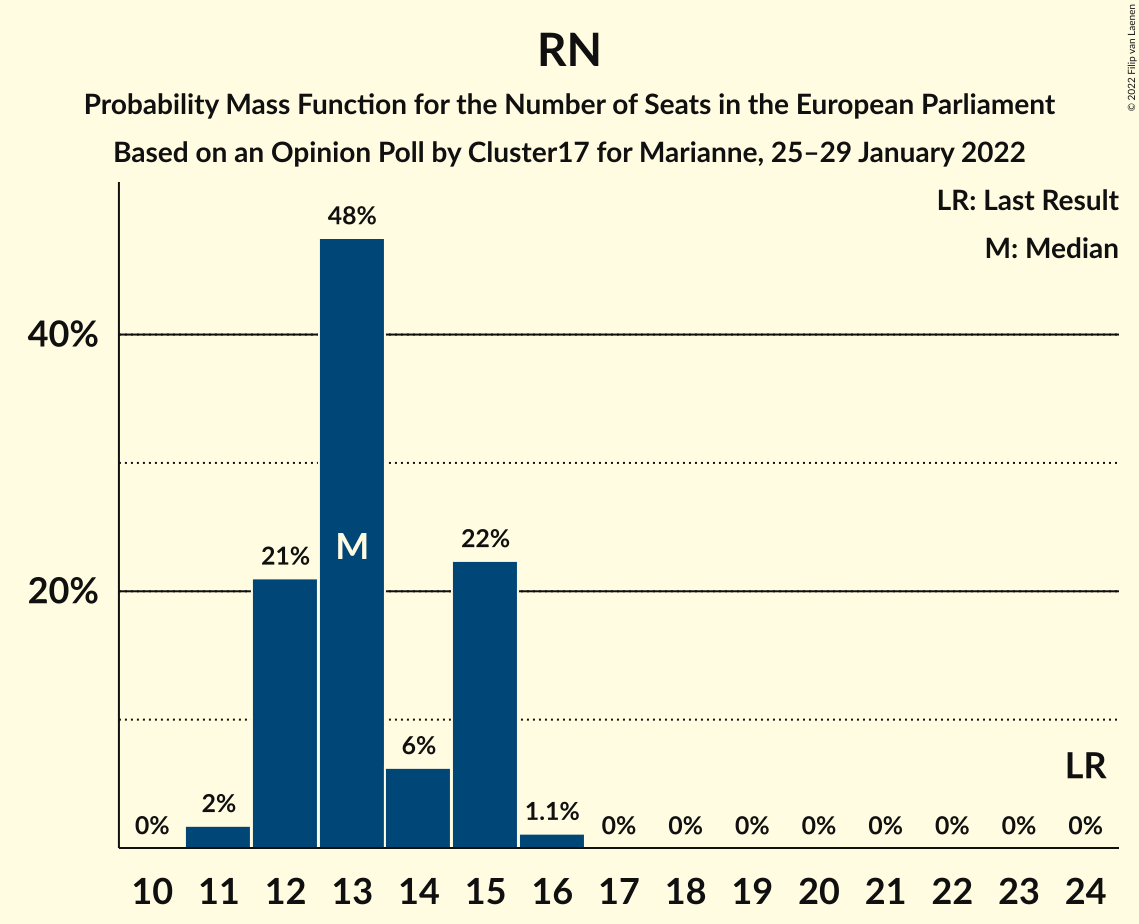 RN
Probability Mass Function for the Number of Seats in the European Parliament
Based on an Opinion Poll by Cluster17 for Marianne, 25–29 January 2022
© 2022 Filip van Laenen
LR: Last Result
M: Median
48%
40%
22%
21%
M
20%
6%
LR
2%
1.1%
0% 0% 0% 0% 0% 0% 0% 0% 0%
10 11 12 13 14 15 16 17 18 19 20 21 22 23 24